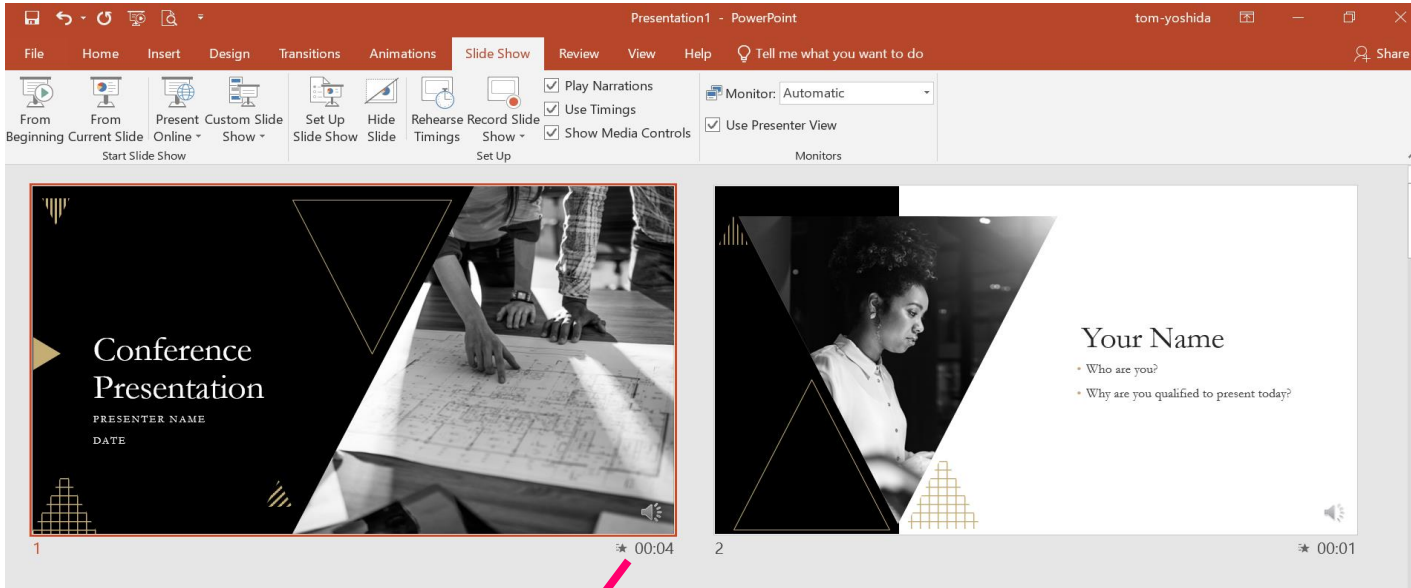 Presentation1 - PowerPoint
tom-yoshida
File Home Insert Design Transitions Animations Slide Show Review View Help Tell me what you want to do Share
From Beginning
From Current Slide
Present Online
Custom Slide Show
Start Slide Show
Set Up Slide Show
Hide Slide
Rehearse Timings
Record Slide Show
Play Narrations
Use Timings
Show Media Controls
Set Up
Monitor: Automatic
Use Presenter View
Monitors
Conference
Presentation
PRESENTER NAME
DATE
1 00:04
Your Name
• Who are you?
• Why are you qualified to present today?
2 00:01